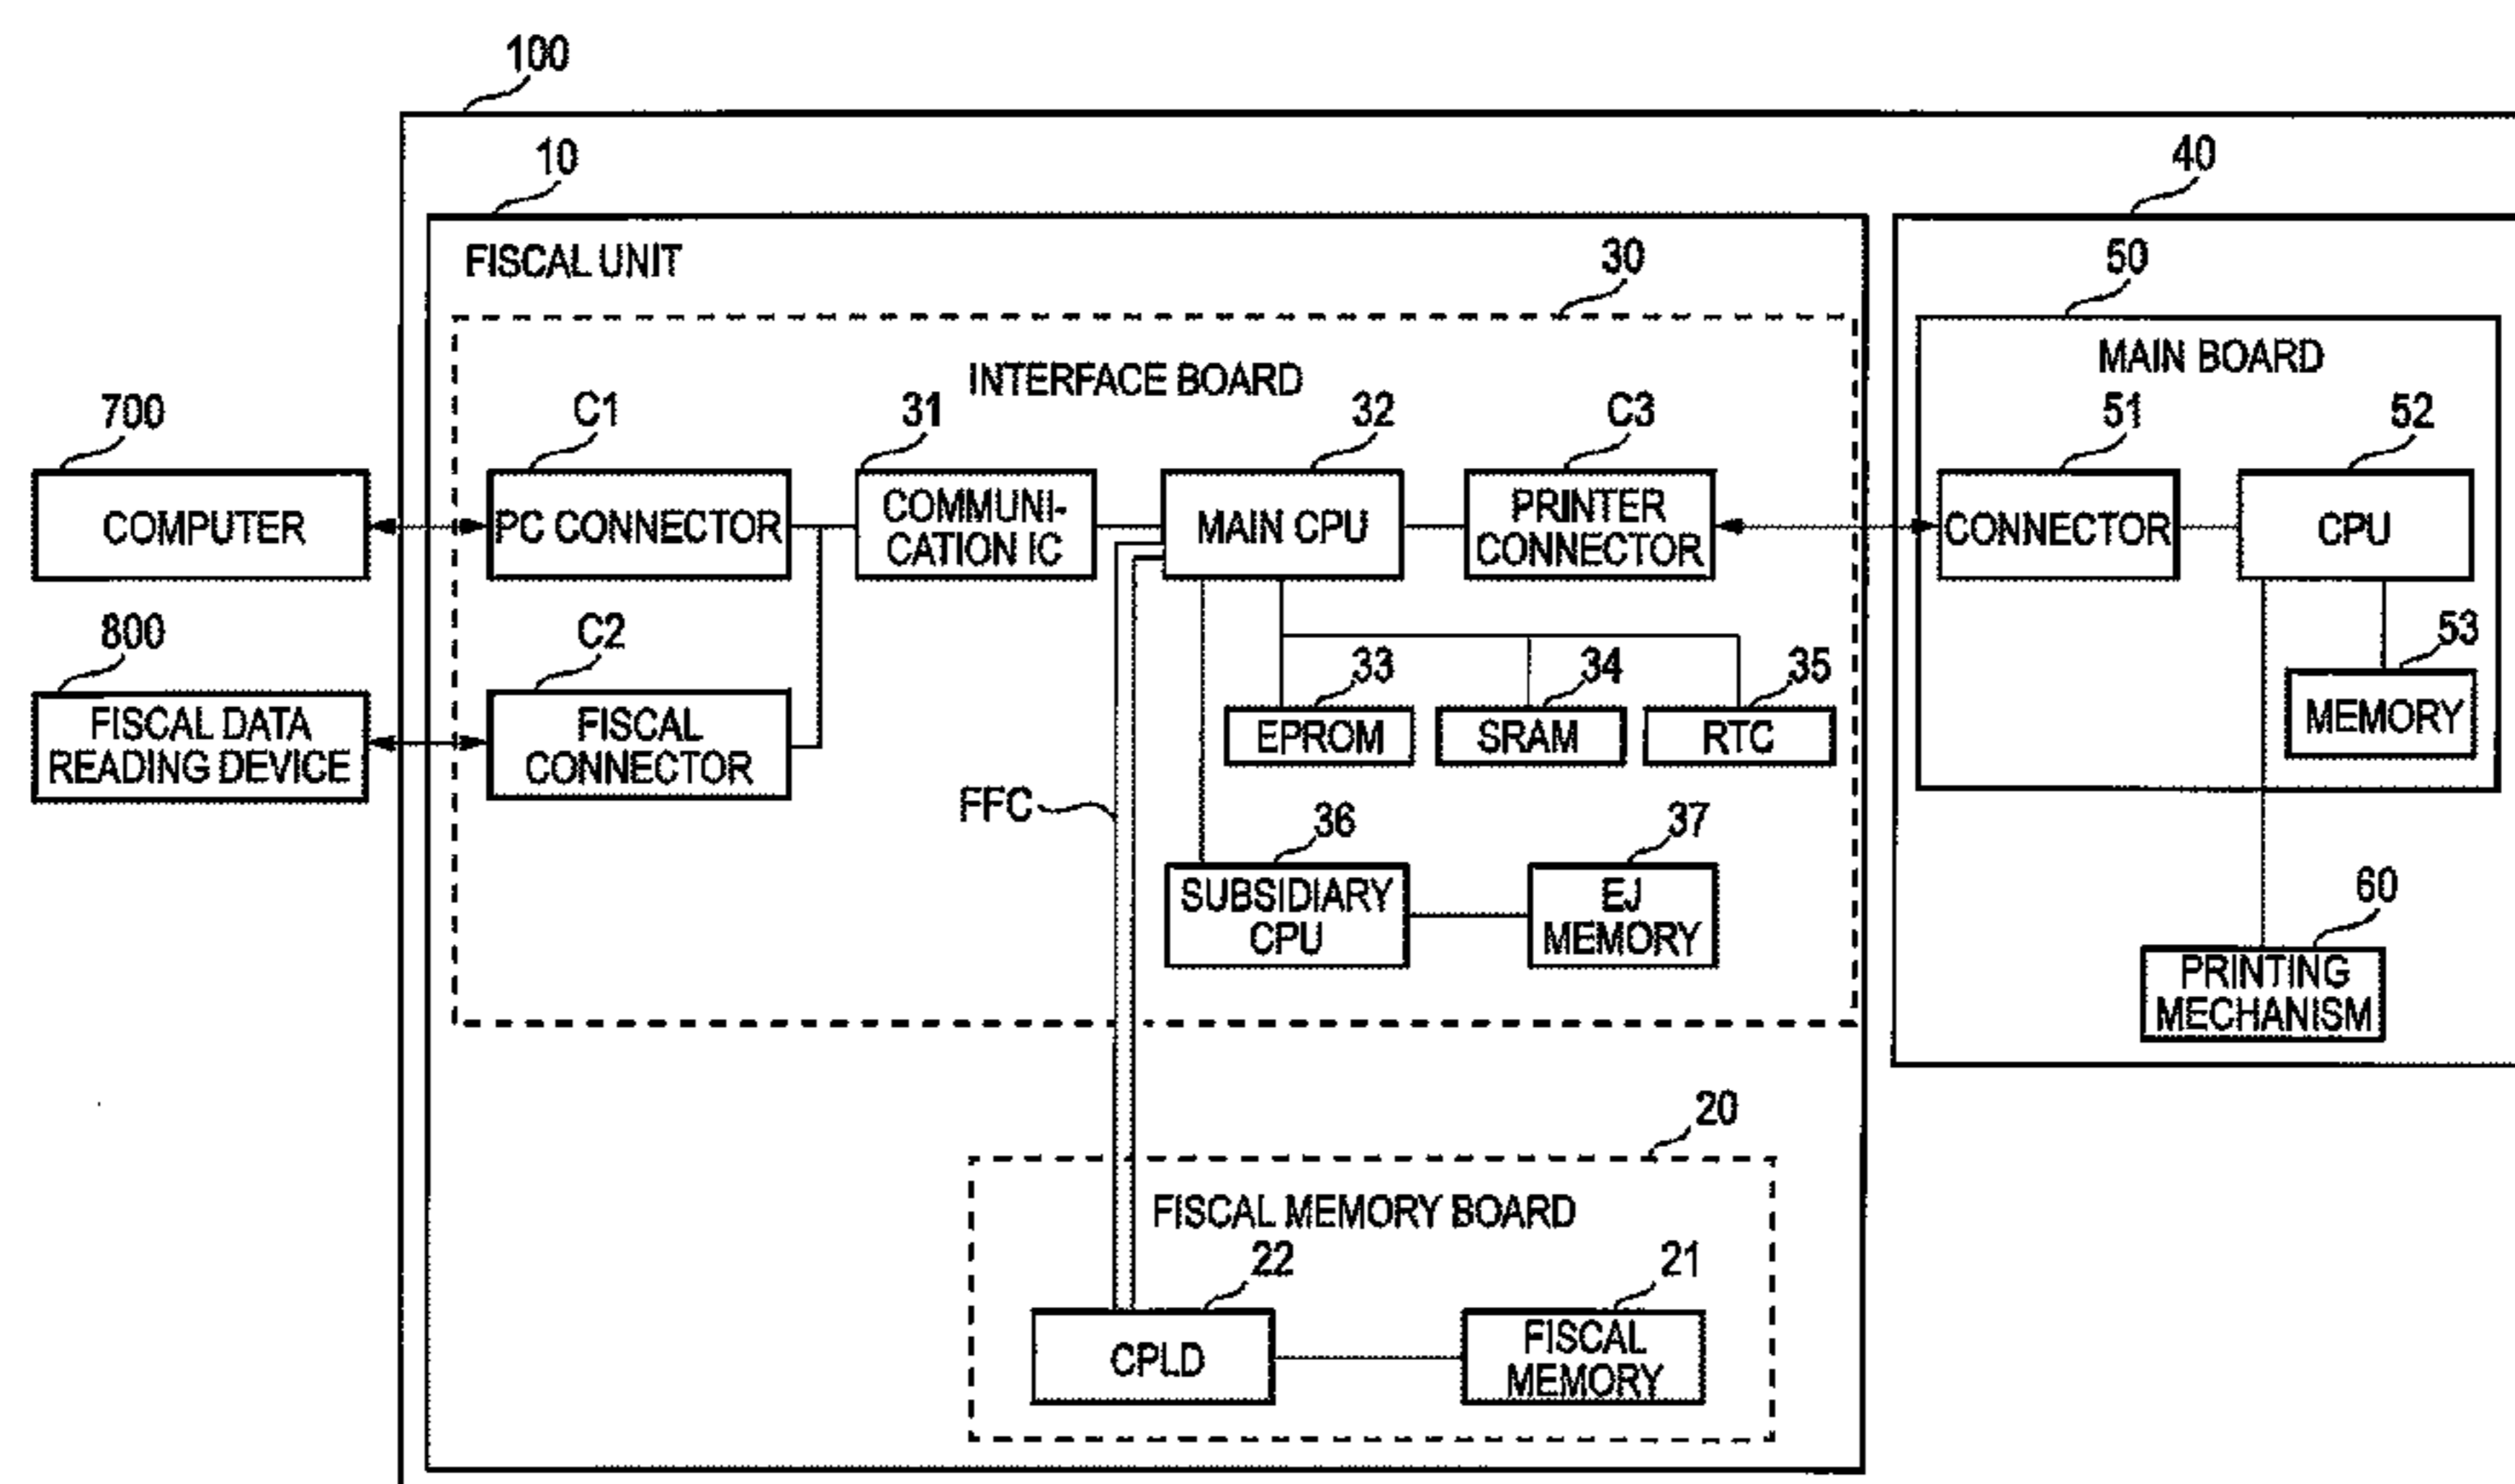 100
10
40
FISCAL UNIT
30
50
INTERFACE BOARD
MAIN BOARD
700
C1
31
32
C3
51
52
COMPUTER
PC CONNECTOR
COMMUNI-
CATION IC
MAIN CPU
PRINTER
CONNECTOR
CONNECTOR
CPU
800
C2
33
34
35
53
FISCAL DATA
READING DEVICE
FISCAL
CONNECTOR
EPROM
SRAM
RTC
MEMORY
FFC
36
37
SUBSIDIARY
CPU
EJ
MEMORY
60
PRINTING
MECHANISM
20
FISCAL MEMORY BOARD
22
21
CPLD
FISCAL
MEMORY